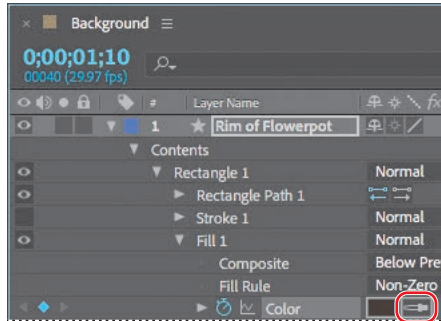 × Background ≡
0;00;01;10
00040 (29.97 fps)
# Layer Name fx
1 Rim of Flowerpot
Contents
Rectangle 1 Normal
Rectangle Path 1
Stroke 1 Normal
Fill 1 Normal
Composite Below Pre
Fill Rule Non-Zero
Color